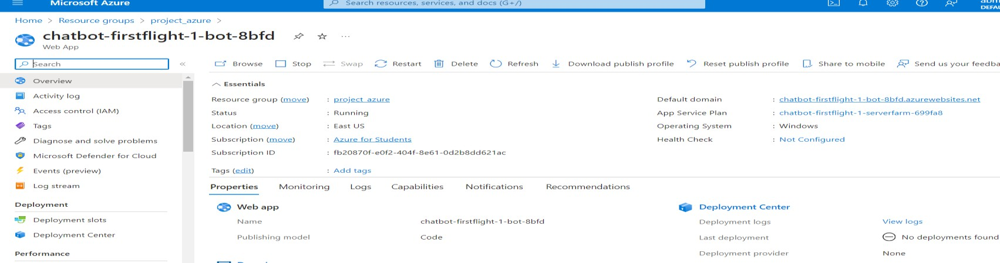 Microsoft Azure
Search resources, services, and docs (G+/)
Home > Resource groups > project_azure >
chatbot-firstflight-1-bot-8bfd
Web App
Search
Browse Stop Swap Restart Delete Refresh Download publish profile Reset publish profile Share to mobile Send us your feedba
Overview
Activity log
Access control (IAM)
Tags
Diagnose and solve problems
Microsoft Defender for Cloud
Events (preview)
Log stream
Deployment
Deployment slots
Deployment Center
Performance
Essentials
Resource group (move) : project_azure
Status : Running
Location (move) : East US
Subscription (move) : Azure for Students
Subscription ID : fb20870f-e0f2-404f-8e61-0d2b8dd621ac
Tags (edit) : Add tags
Default domain : chatbot-firstflight-1-bot-8bfd.azurewebsites.net
App Service Plan : chatbot-firstflight-1-serverfarm-699fa8
Operating System : Windows
Health Check : Not Configured
Properties Monitoring Logs Capabilities Notifications Recommendations
Web app
Name chatbot-firstflight-1-bot-8bfd
Publishing model Code
Deployment Center
Deployment logs View logs
Last deployment No deployments found
Deployment provider None